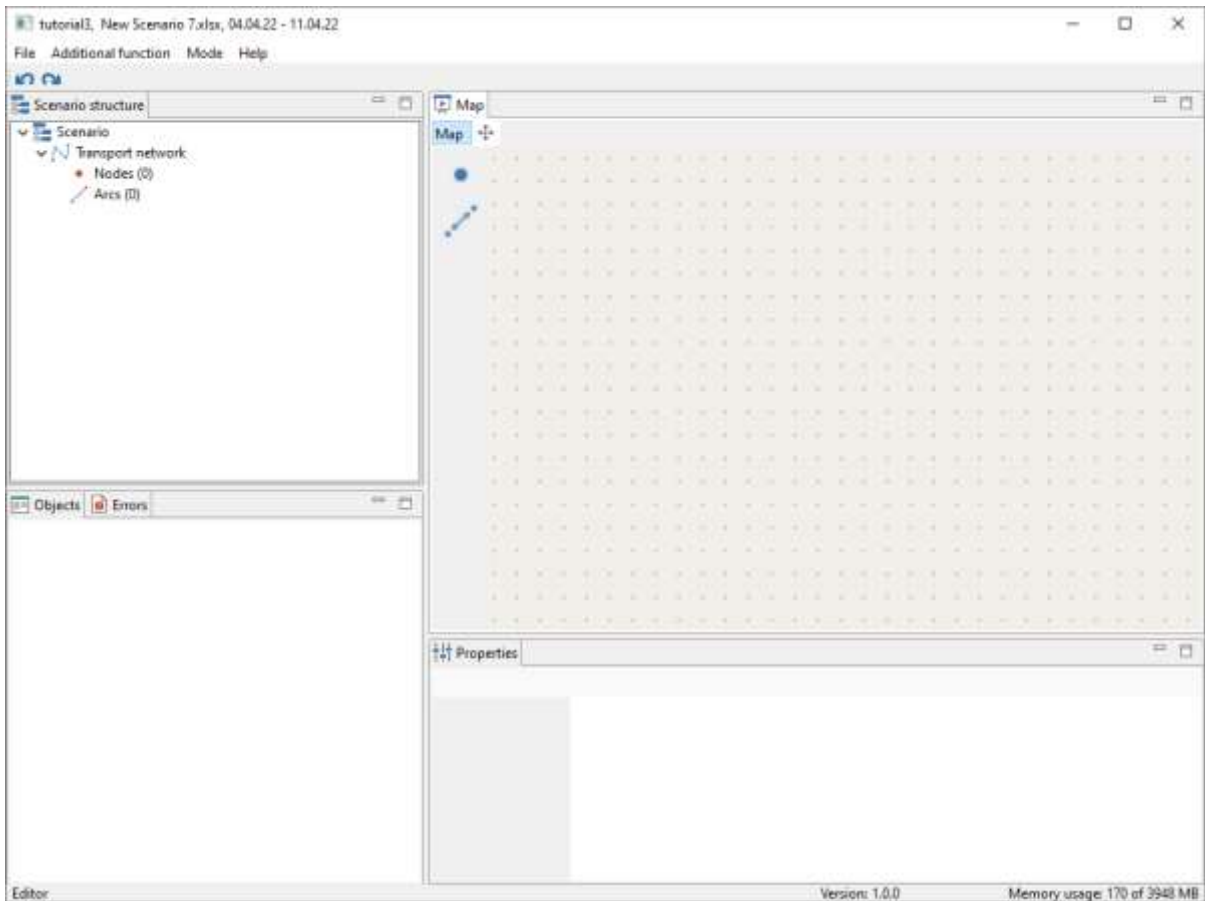 tutorial3, New Scenario 7.xlsx, 04.04.22 - 11.04.22
File Additional function Mode Help
Scenario structure
Scenario
Transport network
Nodes (0)
Arcs (0)
Map
Map
Objects Errors
Properties
Editor Version: 1.0.0 Memory usage: 170 of 3948 MB